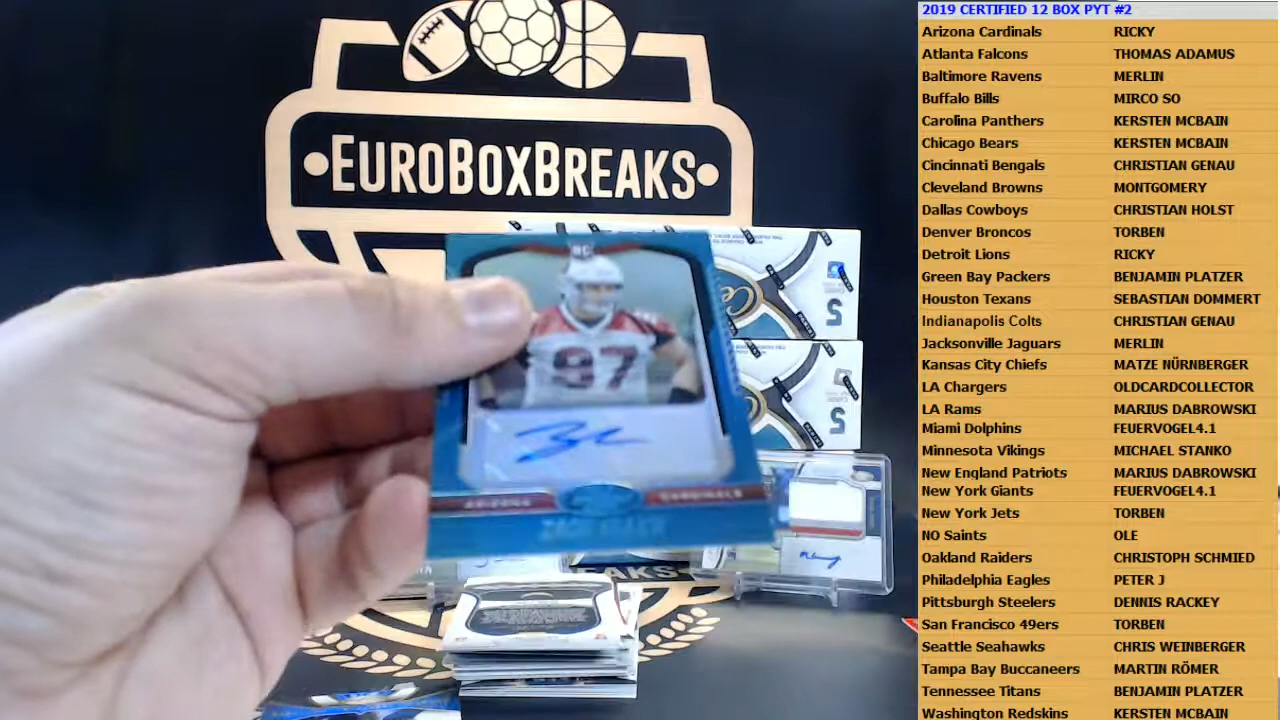 EUROBOXBREAKS
RC
97
ARIZONA
CARDINALS
ZACH ALLEN
5
5
BREAKS
2019 CERTIFIED 12 BOX PYT #2
Arizona Cardinals RICKY
Atlanta Falcons THOMAS ADAMUS
Baltimore Ravens MERLIN
Buffalo Bills MIRCO SO
Carolina Panthers KERSTEN MCBAIN
Chicago Bears KERSTEN MCBAIN
Cincinnati Bengals CHRISTIAN GENAU
Cleveland Browns MONTGOMERY
Dallas Cowboys CHRISTIAN HOLST
Denver Broncos TORBEN
Detroit Lions RICKY
Green Bay Packers BENJAMIN PLATZER
Houston Texans SEBASTIAN DOMMERT
Indianapolis Colts CHRISTIAN GENAU
Jacksonville Jaguars MERLIN
Kansas City Chiefs MATZE NÜRNBERGER
LA Chargers OLDCARDCOLLECTOR
LA Rams MARIUS DABROWSKI
Miami Dolphins FEUERVOGEL4.1
Minnesota Vikings MICHAEL STANKO
New England Patriots MARIUS DABROWSKI
New York Giants FEUERVOGEL4.1
New York Jets TORBEN
NO Saints OLE
Oakland Raiders CHRISTOPH SCHMIED
Philadelphia Eagles PETER J
Pittsburgh Steelers DENNIS RACKEY
San Francisco 49ers TORBEN
Seattle Seahawks CHRIS WEINBERGER
Tampa Bay Buccaneers MARTIN RÖMER
Tennessee Titans BENJAMIN PLATZER
Washington Redskins KERSTEN MCBAIN